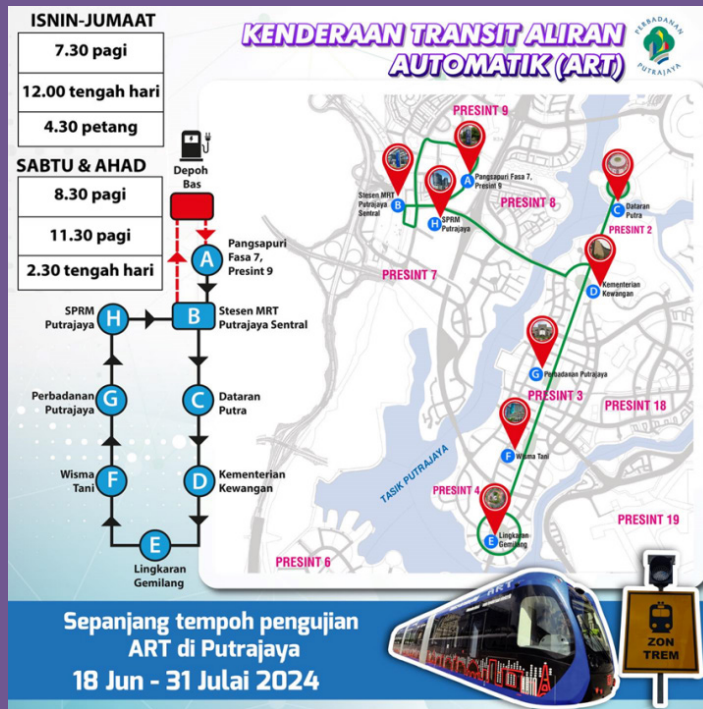 ISNIN-JUMAAT
7.30 pagi
12.00 tengah hari
4.30 petang
SABTU & AHAD
8.30 pagi
11.30 pagi
2.30 tengah hari
KENDERAAN TRANSIT ALIRAN
AUTOMATIK (ART)
PERBADANAN
PUTRAJAYA
Depoh
Bas
A
Pangsapuri
Fasa 7,
Presint 9
B
Stesen MRT
Putrajaya Sentral
SPRM
Putrajaya
H
C
Dataran
Putra
Perbadanan
Putrajaya
G
D
Kementerian
Kewangan
Wisma
Tani
F
E
Lingkaran
Gemilang
PRESINT 9
A
Pangsapuri Fasa 7,
Presint 9
Stesen MRT
Putrajaya
Sentral
B
H
SPRM
Putrajaya
PRESINT 8
C
Dataran
Putra
PRESINT 2
PRESINT 7
D
Kementerian
Kewangan
G
Perbadanan Putrajaya
PRESINT 3
PRESINT 18
F
Wisma Tani
TASIK PUTRAJAYA
PRESINT 4
E
Lingkaran
Gemilang
PRESINT 19
PRESINT 6
Sepanjang tempoh pengujian
ART di Putrajaya
18 Jun - 31 Julai 2024
ART
ZON
TREM